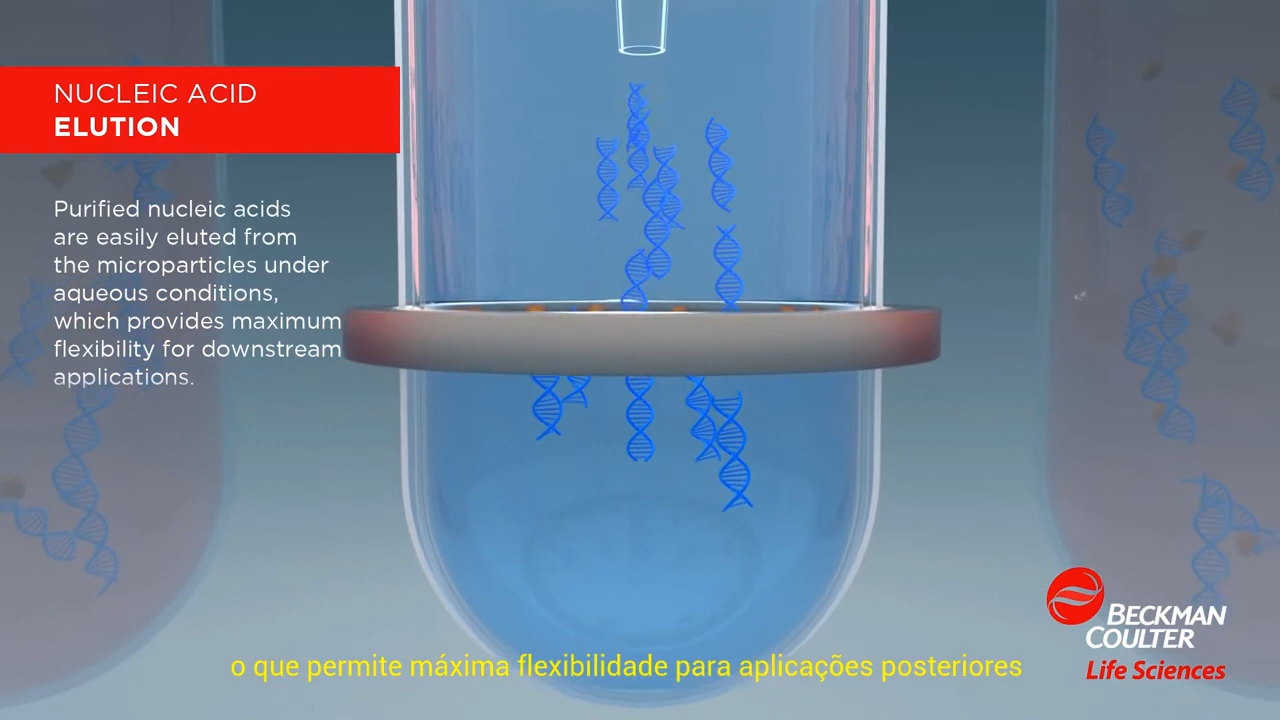 NUCLEIC ACID
ELUTION
Purified nucleic acids
are easily eluted from
the microparticles under
aqueous conditions,
which provides maximum
flexibility for downstream
applications.
BECKMAN
COULTER
Life Sciences
o que permite máxima flexibilidade para aplicações posteriores